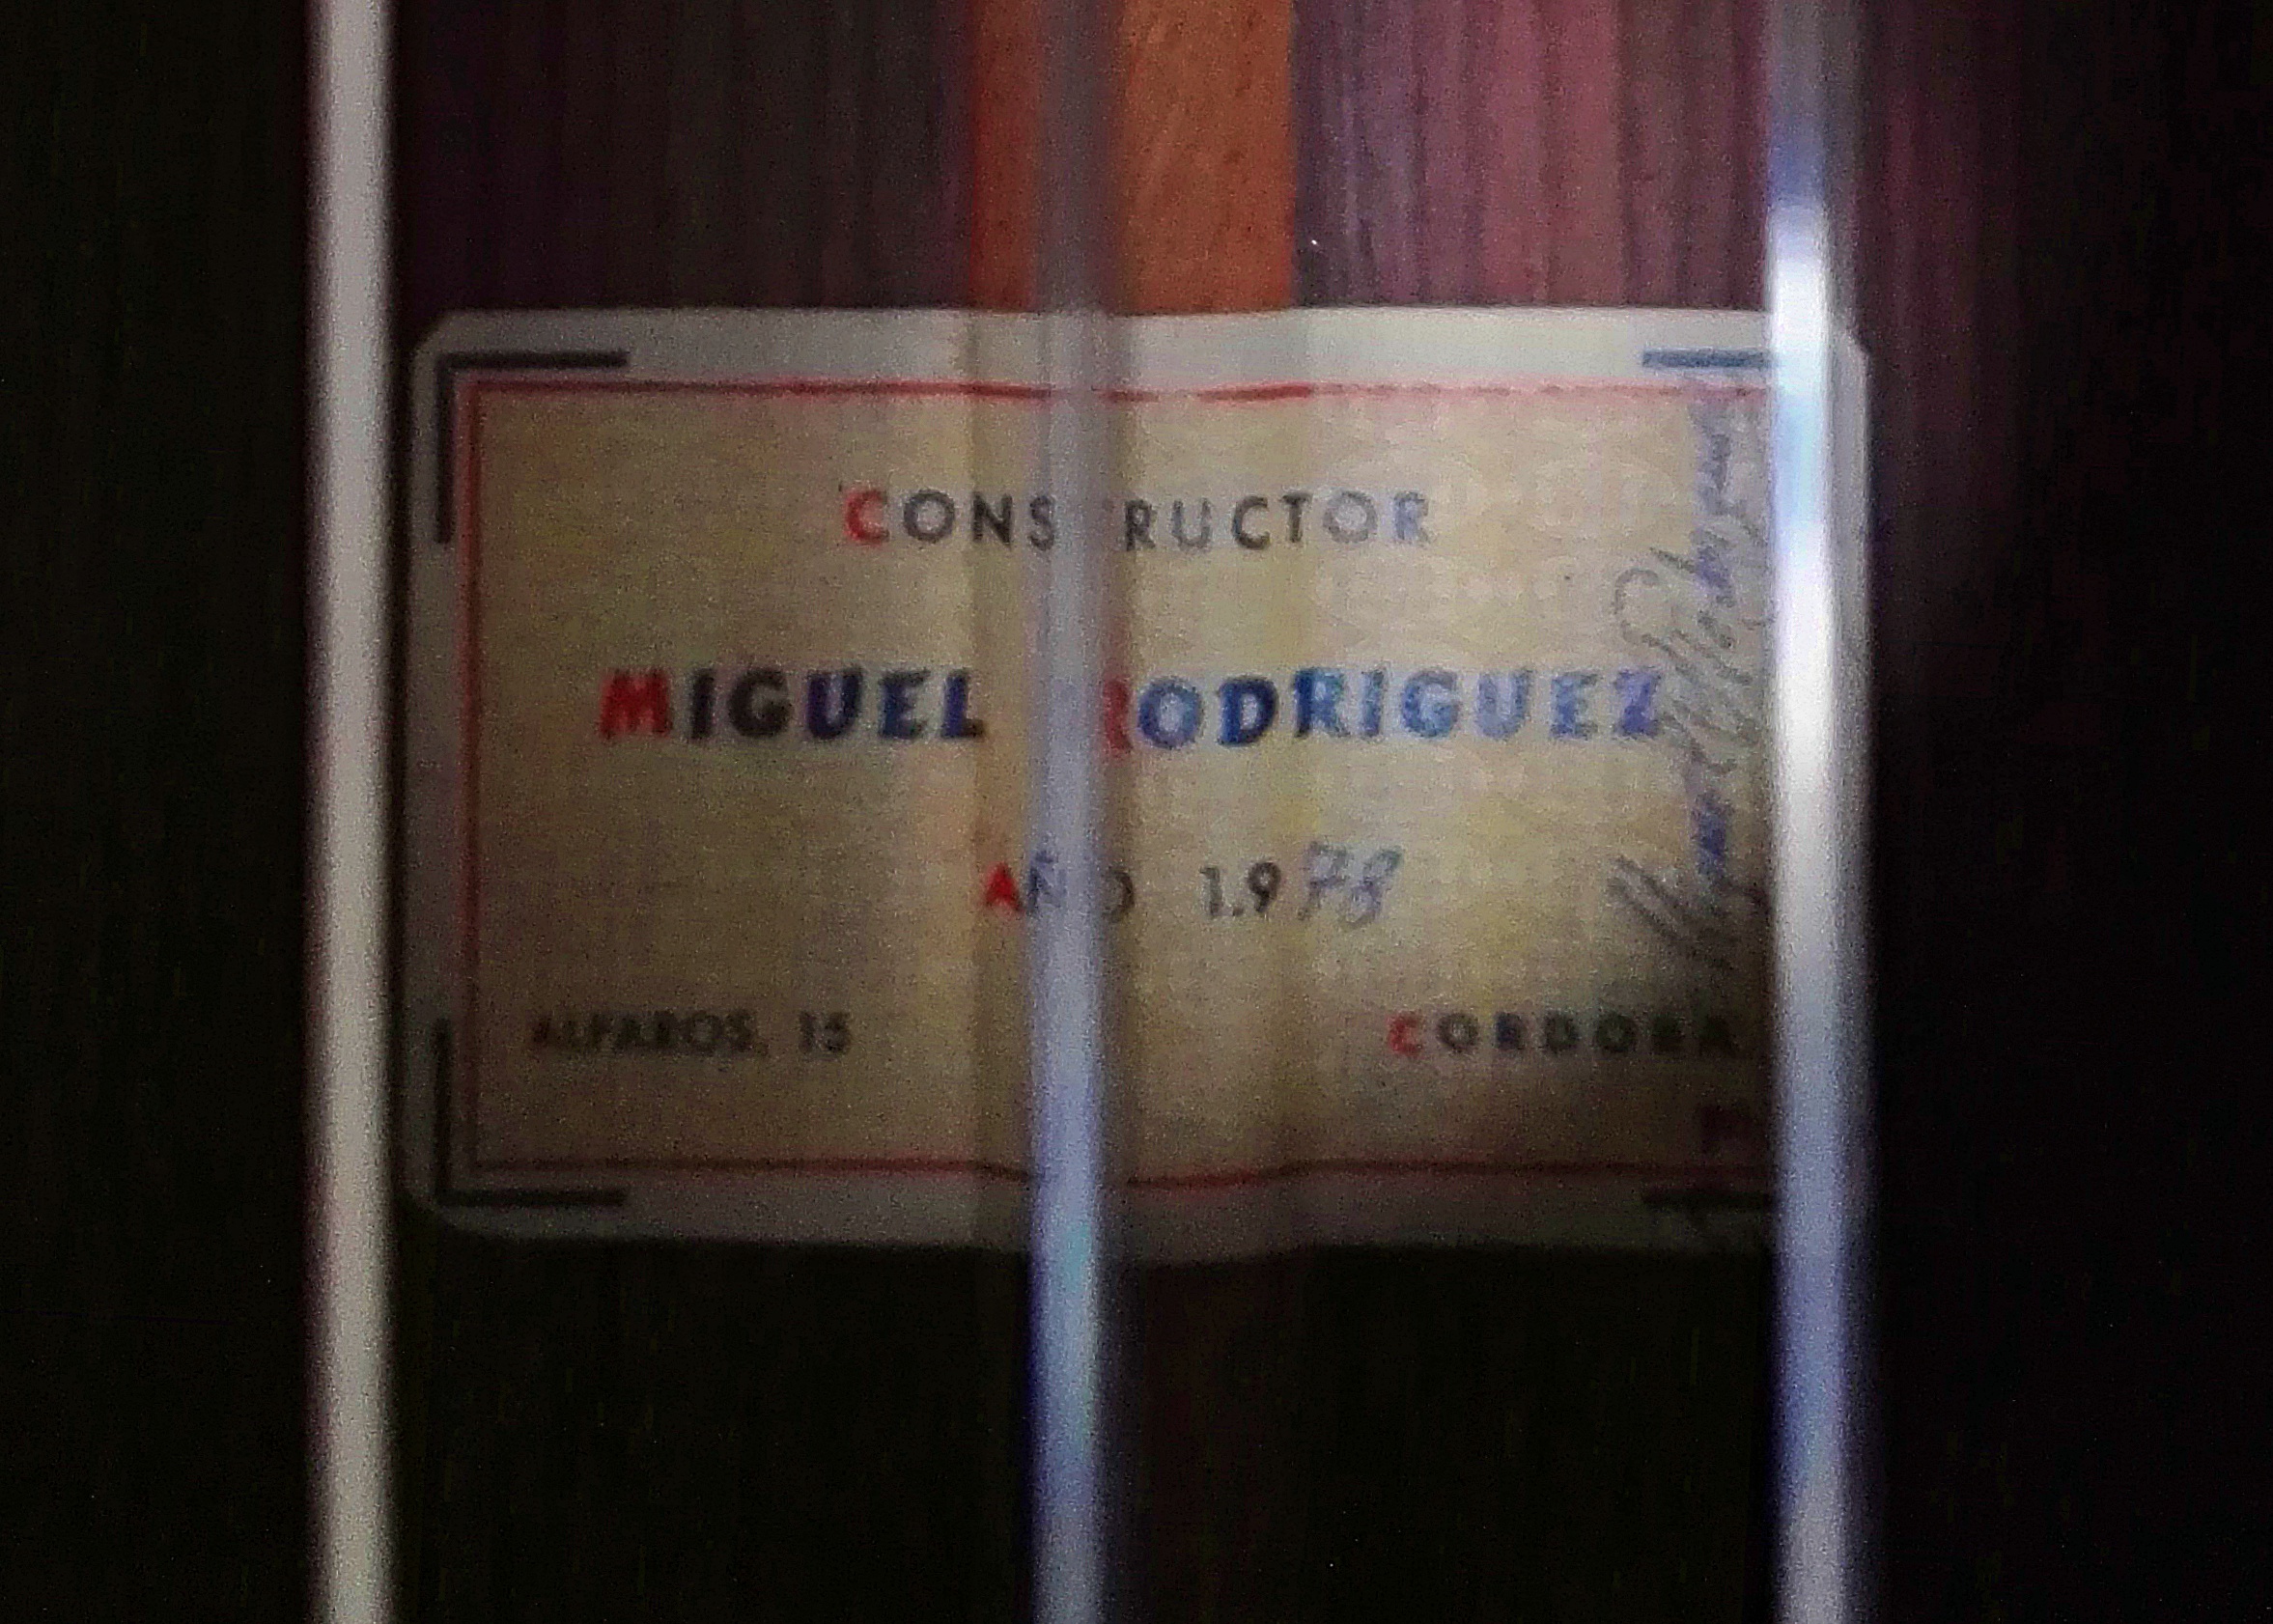 CONSTRUCTOR
MIGUEL RODRIGUEZ
AÑO 1.978
ALFAROS, 15
CORDOBA